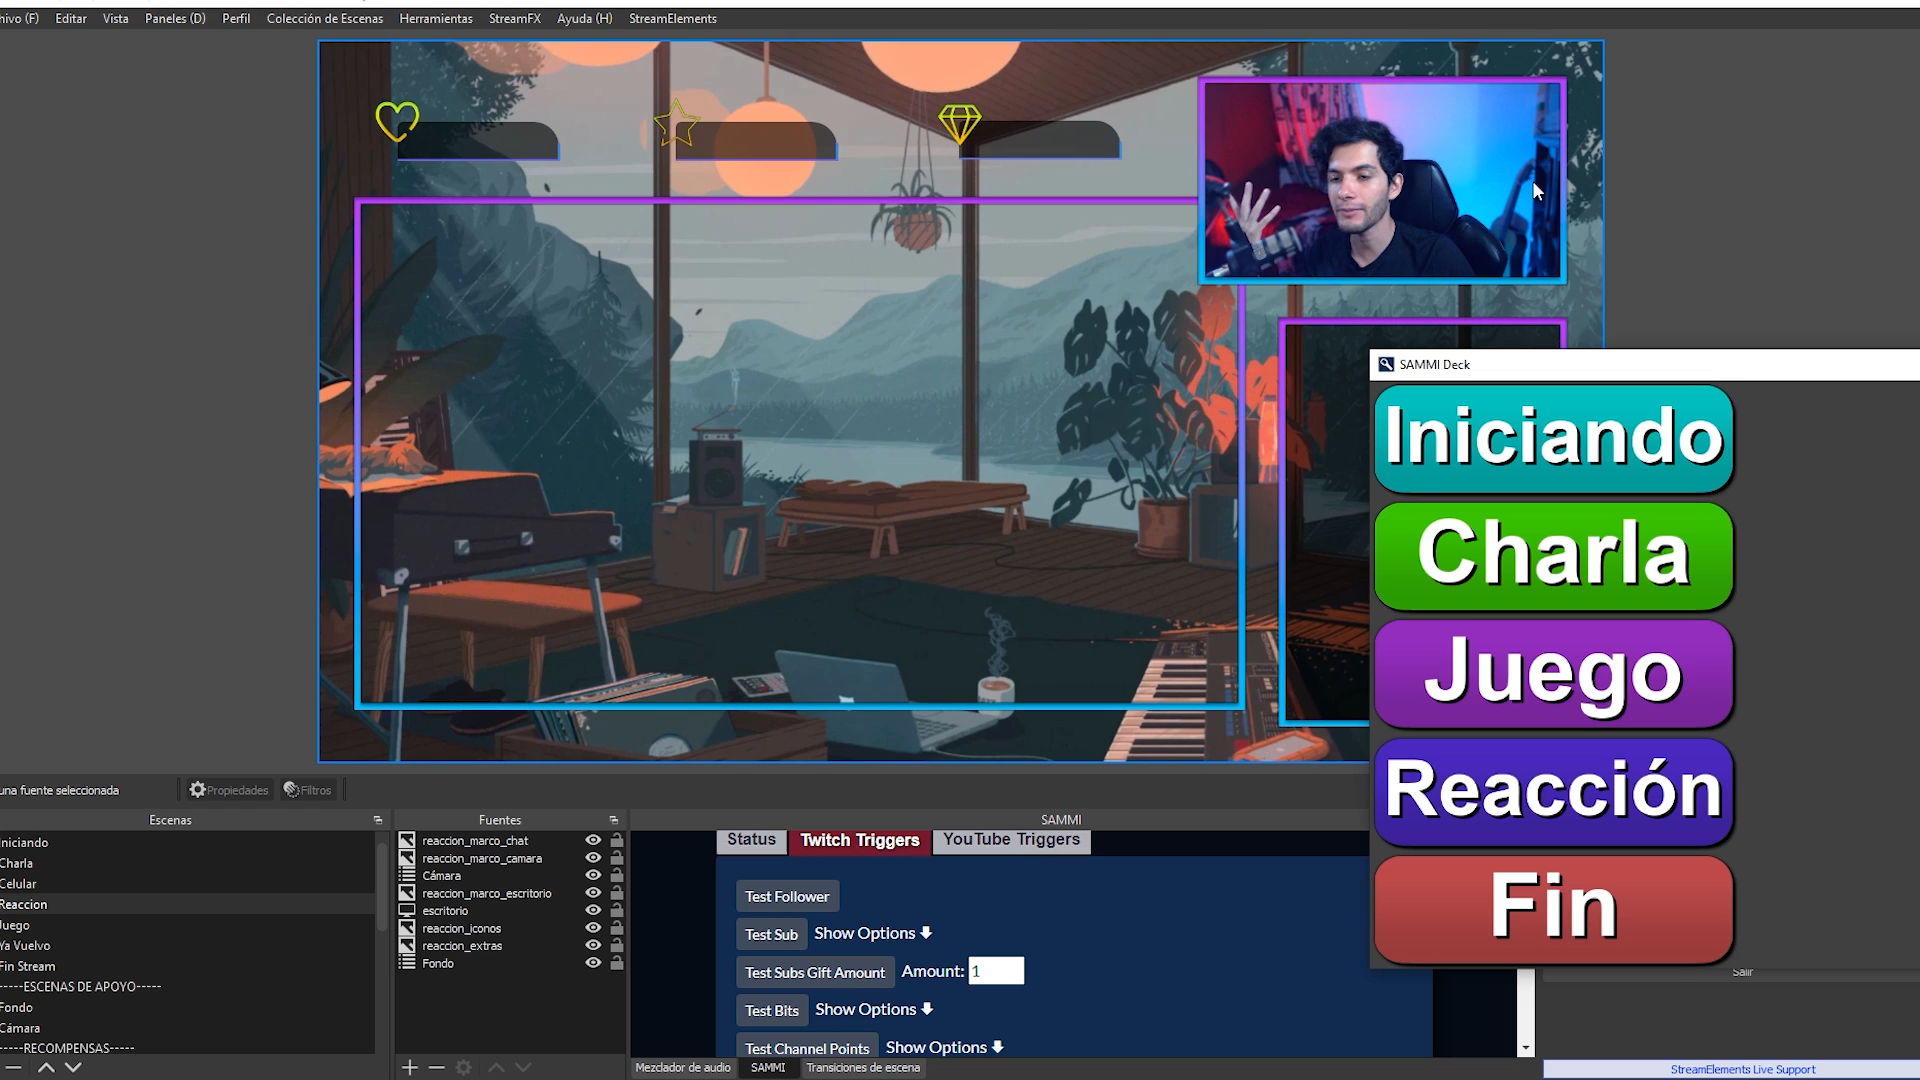 hivo (F) Editar Vista Paneles (D) Perfil Colección de Escenas Herramientas StreamFX Ayuda (H) StreamElements
SAMMI Deck
Iniciando
Charla
Juego
Reacción
Fin
una fuente seleccionada Propiedades Filtros
Escenas
Iniciando
Charla
Celular
Reaccion
Juego
Ya Vuelvo
Fin Stream
-----ESCENAS DE APOYO-----
Fondo
Cámara
-----RECOMPENSAS-----
Fuentes
reaccion_marco_chat
reaccion_marco_camara
Cámara
reaccion_marco_escritorio
escritorio
reaccion_iconos
reaccion_extras
Fondo
SAMMI
Status Twitch Triggers YouTube Triggers
Test Follower
Test Sub Show Options
Test Subs Gift Amount Amount: 1
Test Bits Show Options
Test Channel Points Show Options
Mezclador de audio SAMMI Transiciones de escena
Salir
StreamElements Live Support